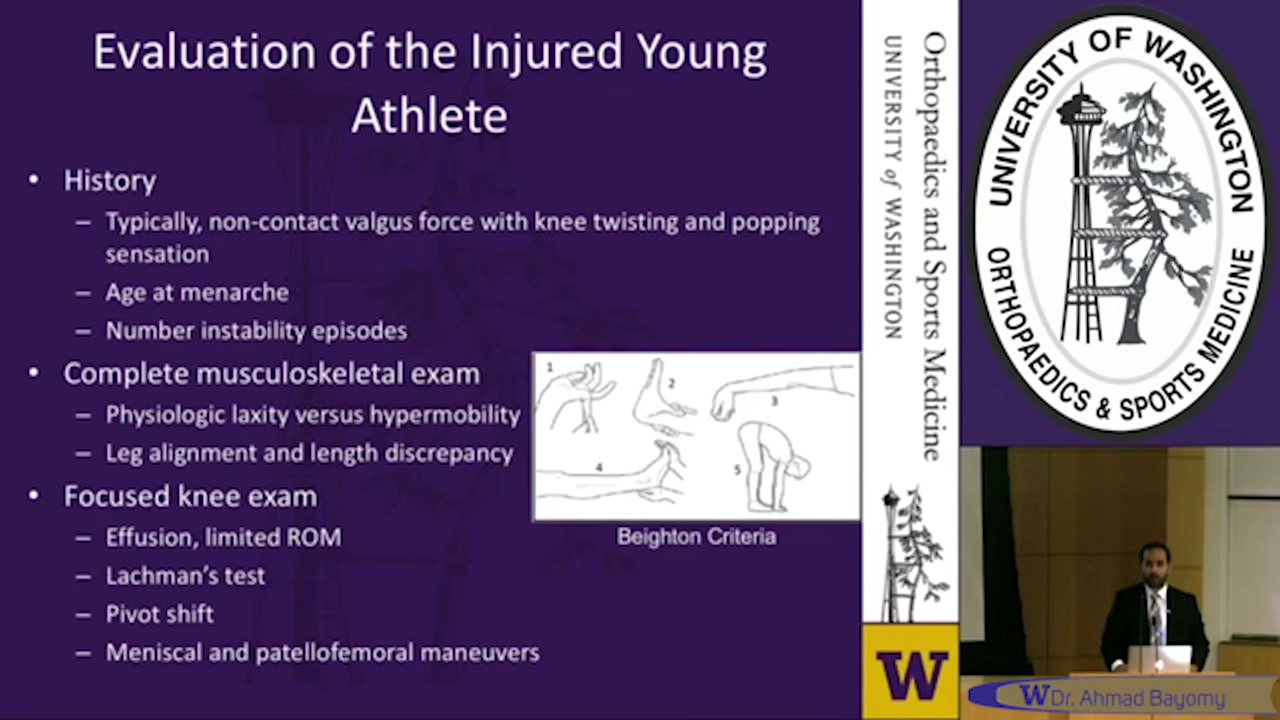 Evaluation of the Injured Young
Athlete
• History
– Typically, non-contact valgus force with knee twisting and popping
sensation
– Age at menarche
– Number instability episodes
• Complete musculoskeletal exam
– Physiologic laxity versus hypermobility
– Leg alignment and length discrepancy
• Focused knee exam
– Effusion, limited ROM
– Lachman's test
– Pivot shift
– Meniscal and patellofemoral maneuvers
1
2
3
4
5
Beighton Criteria
Orthopaedics and Sports Medicine
UNIVERSITY of WASHINGTON
W
UNIVERSITY OF WASHINGTON
ORTHOPAEDICS & SPORTS MEDICINE
W Dr. Ahmad Bayomy